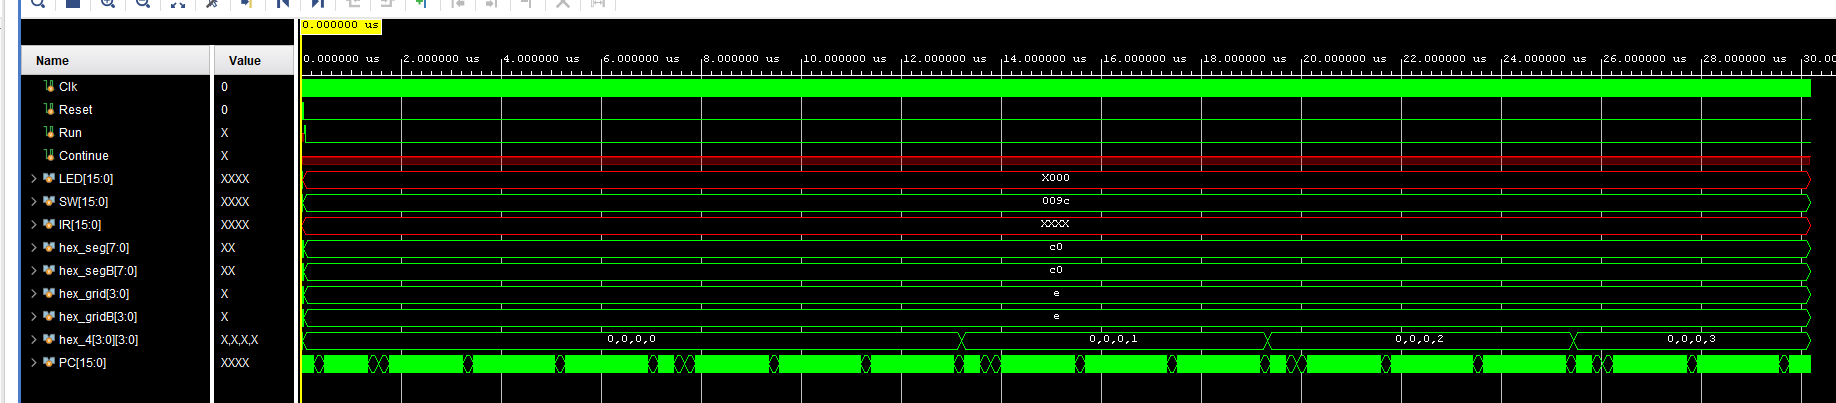 0.000000 us
Name Value
0.000000 us 2.000000 us 4.000000 us 6.000000 us 8.000000 us 10.000000 us 12.000000 us 14.000000 us 16.000000 us 18.000000 us 20.000000 us 22.000000 us 24.000000 us 26.000000 us 28.000000 us 30.00
Clk 0
Reset 0
Run X
Continue X
LED[15:0] XXXX X000
SW[15:0] XXXX 009c
IR[15:0] XXXX XXXX
hex_seg[7:0] XX c0
hex_segB[7:0] XX c0
hex_grid[3:0] X e
hex_gridB[3:0] X e
hex_4[3:0][3:0] X,X,X,X 0,0,0,0 0,0,0,1 0,0,0,2 0,0,0,3
PC[15:0] XXXX